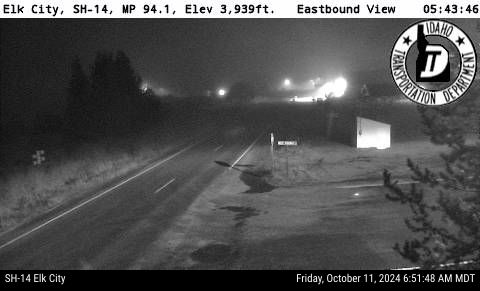 Elk City, SH-14, MP 94.1, Elev 3,939ft.   Eastbound View   05:43:46
IDAHO
TRANSPORTATION DEPARTMENT
SH-14 Elk City
Friday, October 11, 2024 6:51:48 AM MDT